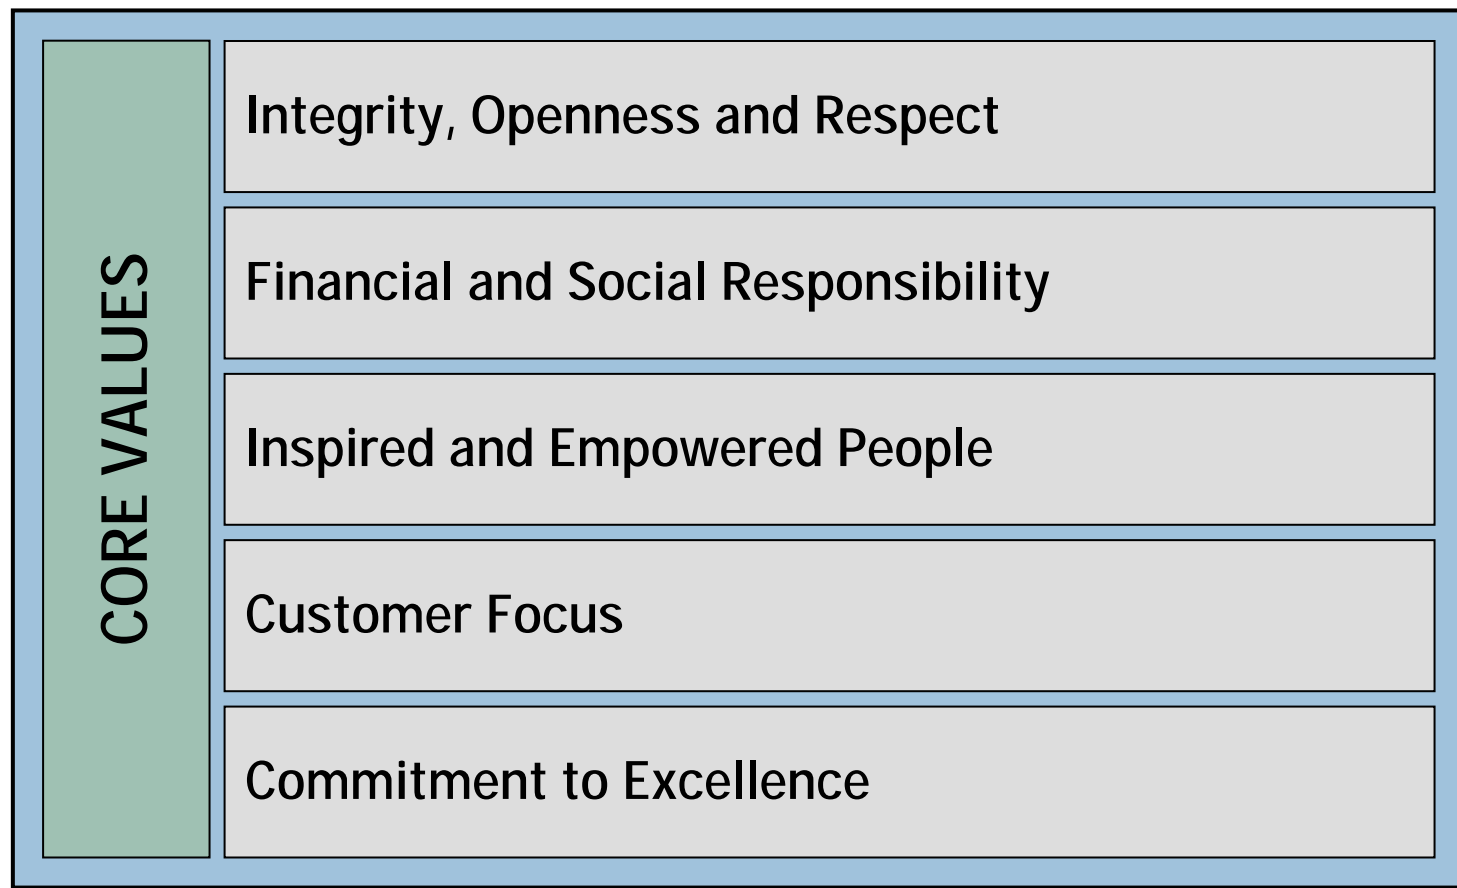 CORE VALUES
Integrity, Openness and Respect
Financial and Social Responsibility
Inspired and Empowered People
Customer Focus
Commitment to Excellence